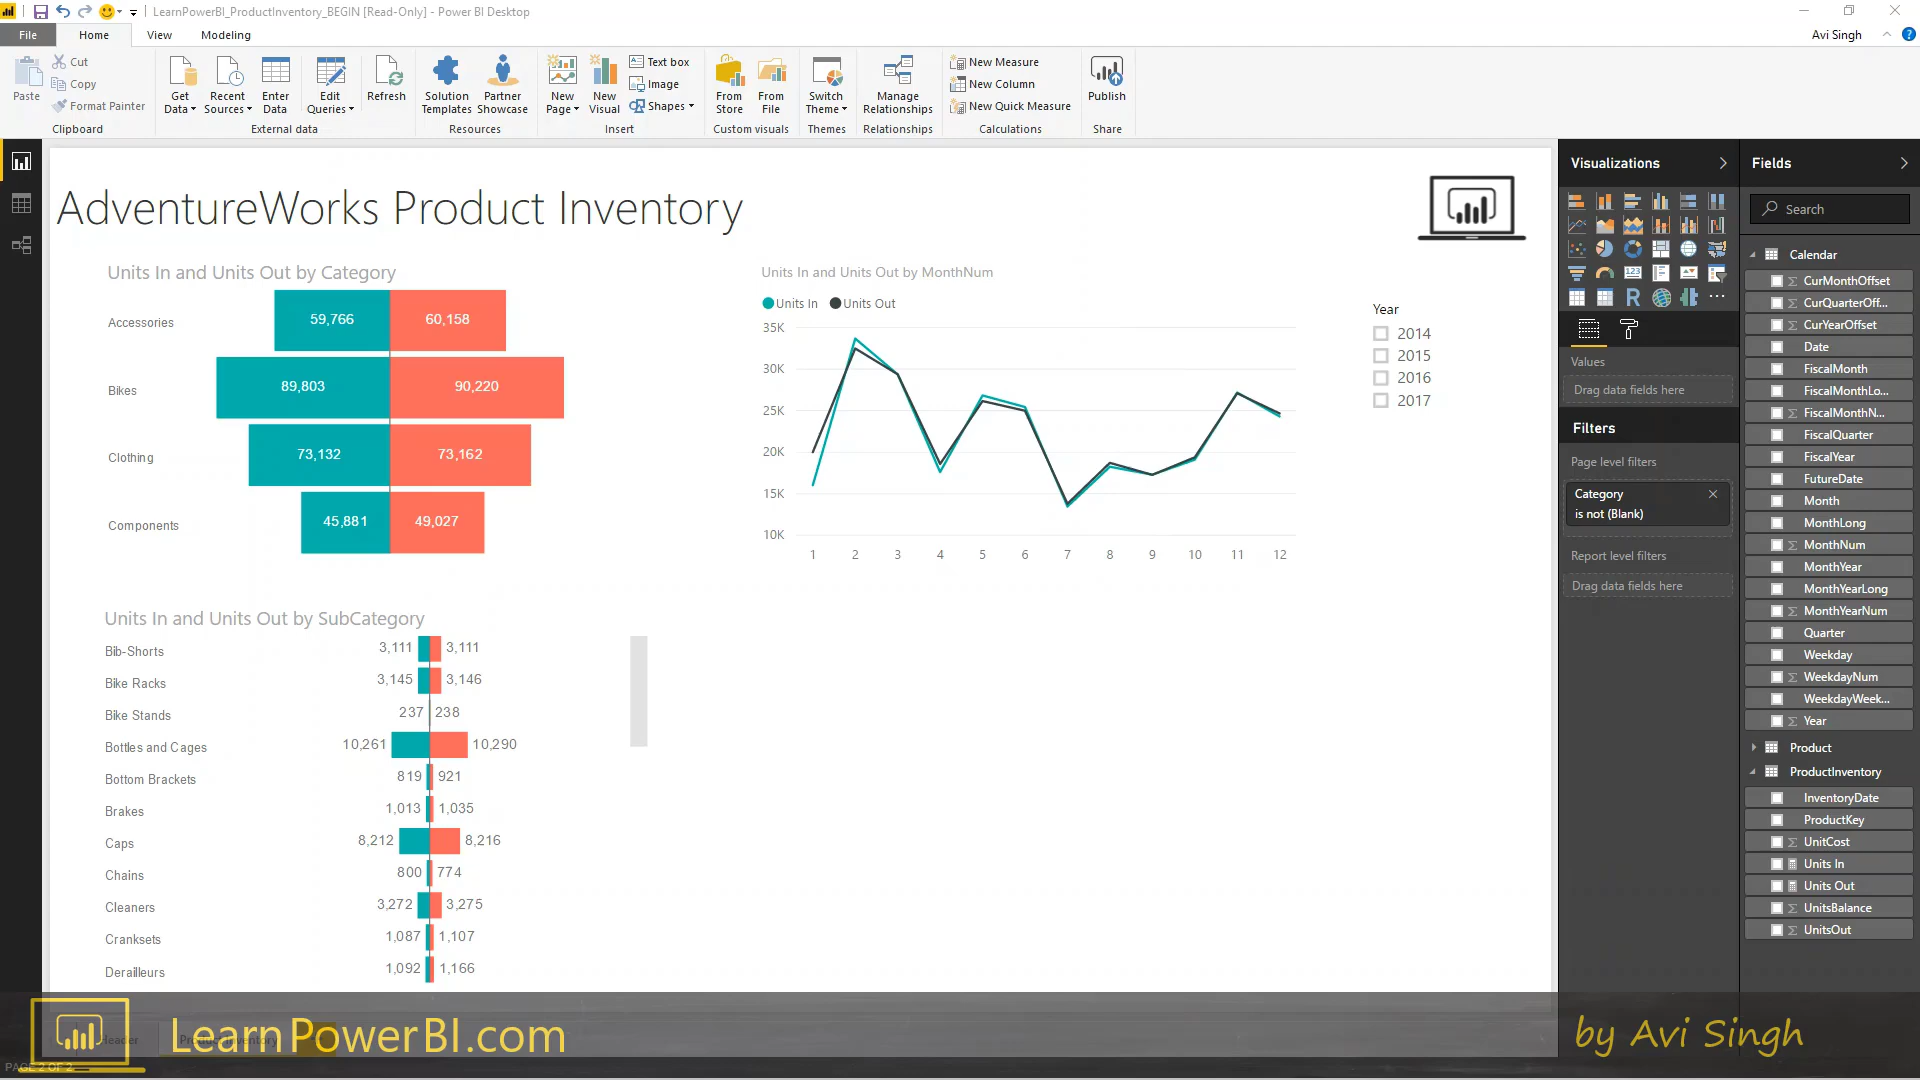 LearnPowerBI_ProductInventory_BEGIN [Read-Only] - Power BI Desktop
File Home View Modeling
Avi Singh
Paste
Cut
Copy
Format Painter
Clipboard
Get Data
Recent Sources
Enter Data
Edit Queries
Refresh
External data
Solution Templates
Partner Showcase
Resources
New Page
New Visual
Text box
Image
Shapes
Insert
From Store
From File
Custom visuals
Switch Theme
Themes
Manage Relationships
Relationships
New Measure
New Column
New Quick Measure
Calculations
Publish
Share
AdventureWorks Product Inventory
Units In and Units Out by Category
Accessories 59,766 60,158
Bikes 89,803 90,220
Clothing 73,132 73,162
Components 45,881 49,027
Units In and Units Out by MonthNum
Units In Units Out
35K
30K
25K
20K
15K
10K
1 2 3 4 5 6 7 8 9 10 11 12
Year
2014
2015
2016
2017
Units In and Units Out by SubCategory
Bib-Shorts 3,111 3,111
Bike Racks 3,145 3,146
Bike Stands 237 238
Bottles and Cages 10,261 10,290
Bottom Brackets 819 921
Brakes 1,013 1,035
Caps 8,212 8,216
Chains 800 774
Cleaners 3,272 3,275
Cranksets 1,087 1,107
Derailleurs 1,092 1,166
Visualizations
Values
Drag data fields here
Filters
Page level filters
Category
is not (Blank)
Report level filters
Drag data fields here
Fields
Search
Calendar
CurMonthOffset
CurQuarterOff...
CurYearOffset
Date
FiscalMonth
FiscalMonthLo...
FiscalMonthN...
FiscalQuarter
FiscalYear
FutureDate
Month
MonthLong
MonthNum
MonthYear
MonthYearLong
MonthYearNum
Quarter
Weekday
WeekdayNum
WeekdayWeek...
Year
Product
ProductInventory
InventoryDate
ProductKey
UnitCost
Units In
Units Out
UnitsBalance
UnitsOut
LearnPowerBI.com
by Avi Singh
PAGE 2 OF 2